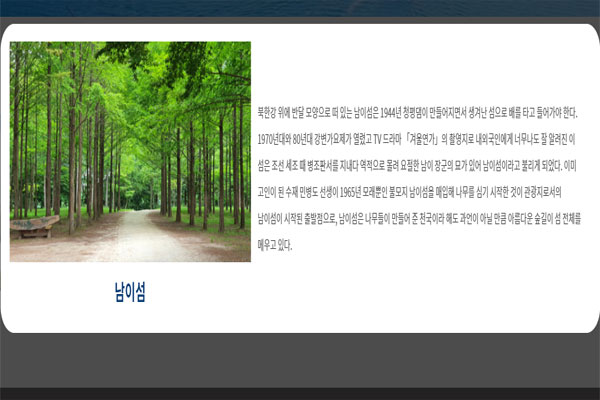 북한강 위에 반달 모양으로 떠 있는 남이섬은 1944년 청평댐이 만들어지면서 생겨난 섬으로 배를 타고 들어가야 한다.
1970년대와 80년대 강변가요제가 열렸고 TV 드라마 「겨울연가」의 촬영지로 내외국인에게 너무나도 잘 알려진 이
섬은 조선 세조 때 병조판서를 지내다 역적으로 몰려 요절한 남이 장군의 묘가 있어 남이섬이라고 불리게 되었다. 이미
고인이 된 수재 민병도 선생이 1965년 모래뿐인 불모지 남이섬을 매입해 나무를 심기 시작한 것이 관광지로서의
남이섬이 시작된 출발점으로, 남이섬은 나무들이 만들어 준 천국이라 해도 과언이 아닐 만큼 아름다운 숲길이 섬 전체를
메우고 있다.
남이섬